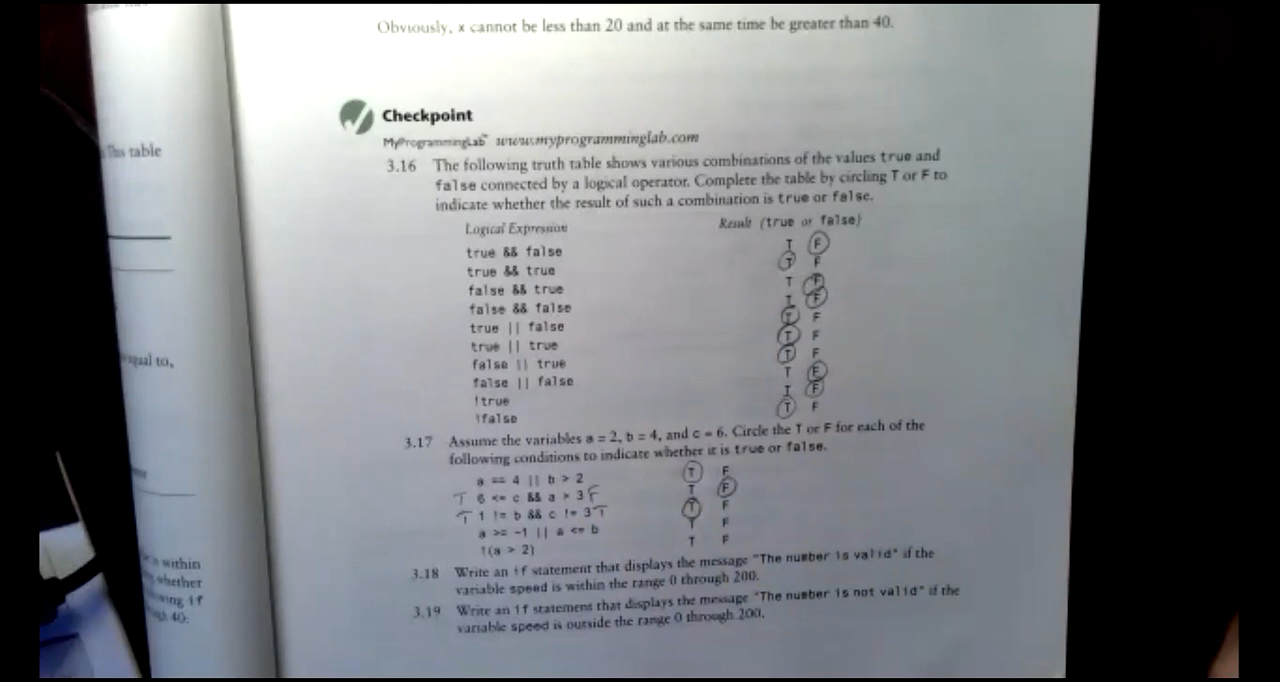 Obviously, x cannot be less than 20 and at the same time be greater than 40.
This table
Checkpoint
MyProgrammingLab™ www.myprogramminglab.com
3.16 The following truth table shows various combinations of the values true and
false connected by a logical operator. Complete the table by circling T or F to
indicate whether the result of such a combination is true or false.
Logical Expression Result (true or false)
true && false T F
true && true T F
false && true T F
false && false T F
true || false T F
true || true T F
equal to,
false || true T F
false || false T F
!true T F
!false T F
3.17 Assume the variables a = 2, b = 4, and c = 6. Circle the T or F for each of the
following conditions to indicate whether it is true or false.
a == 4 || b > 2 T F
T 6 <= c && a > 3 F T F
T 1 != b && c != 3 T T F
a >= -1 || a <= b T F
!(a > 2) T F
within
whether
if
40:
3.18 Write an if statement that displays the message "The number is valid" if the
variable speed is within the range 0 through 200.
3.19 Write an if statement that displays the message "The number is not valid" if the
variable speed is outside the range 0 through 200.